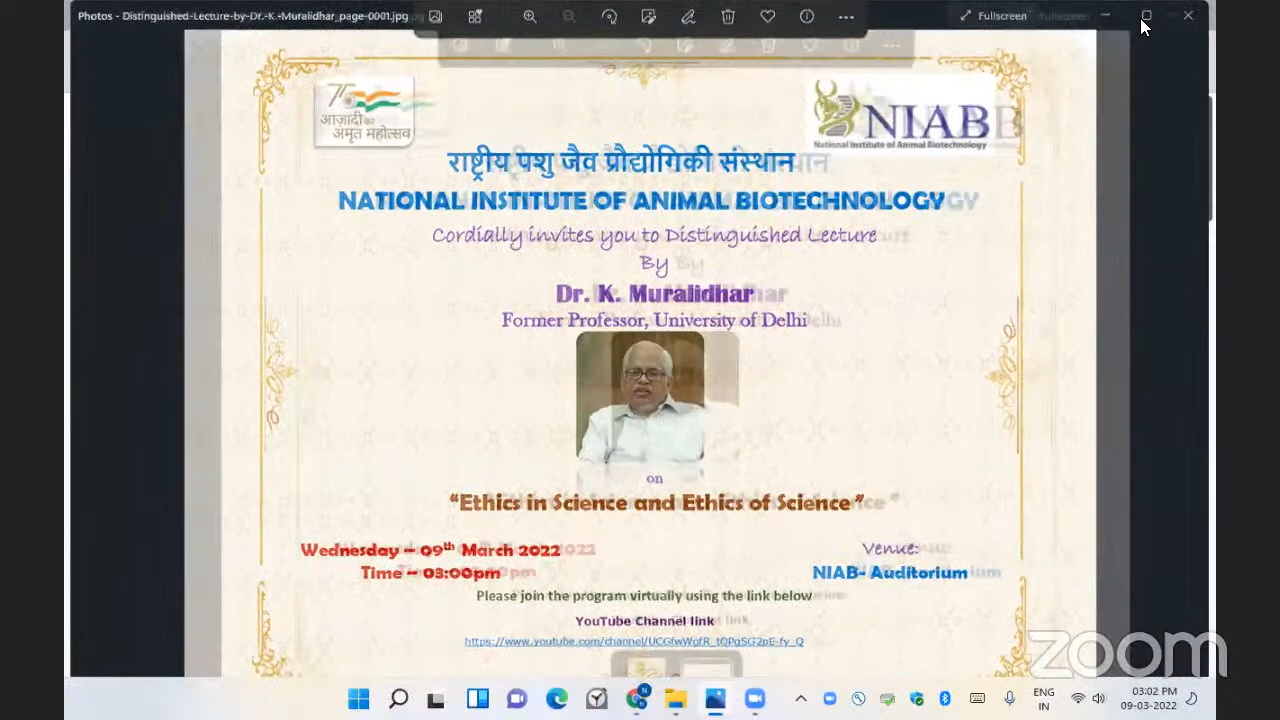 Photos - Distinguished-Lecture-by-Dr.-K.-Muralidhar_page-0001.jpg
Fullscreen
75
आज़ादी का
अमृत महोत्सव
NIAB
National Institute of Animal Biotechnology
राष्ट्रीय पशु जैव प्रौद्योगिकी संस्थान
NATIONAL INSTITUTE OF ANIMAL BIOTECHNOLOGY
Cordially invites you to Distinguished Lecture
By
Dr. K. Muralidhar
Former Professor, University of Delhi
on
“Ethics in Science and Ethics of Science”
Wednesday – 09th March 2022
Time – 03:00pm
Venue:
NIAB- Auditorium
Please join the program virtually using the link below
YouTube Channel link
zoom
ENG
IN
03:02 PM
09-03-2022